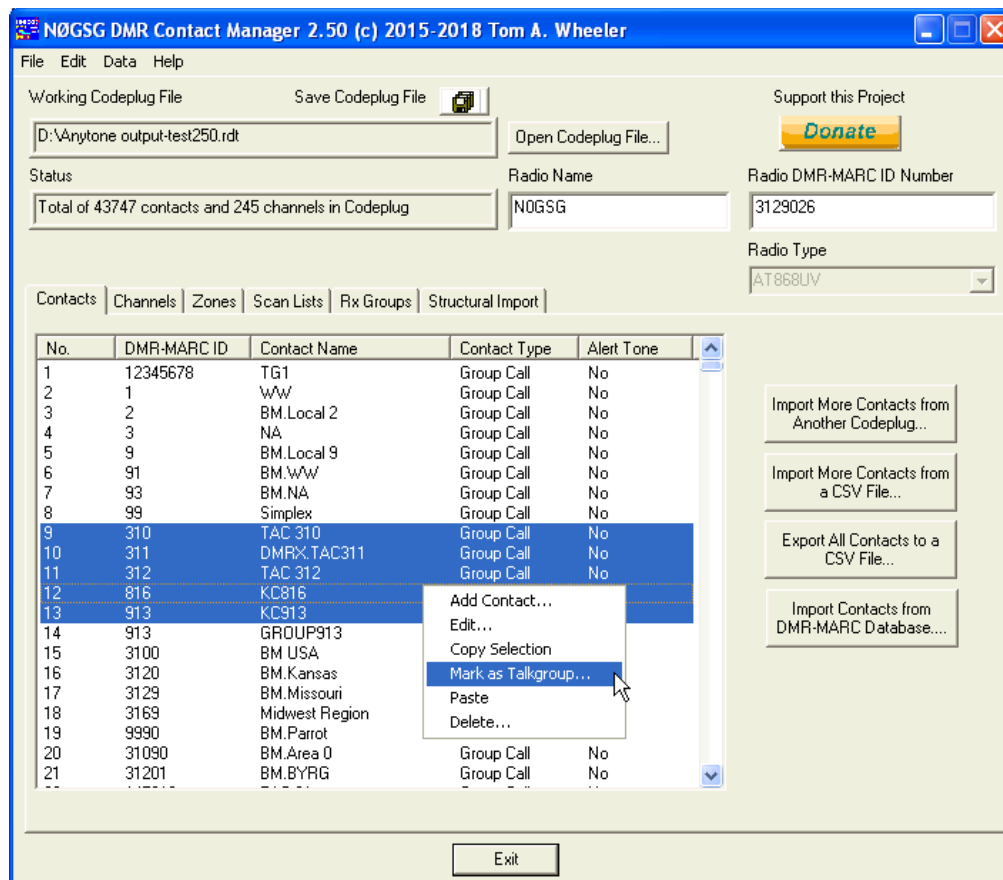 NØGSG DMR Contact Manager 2.50 (c) 2015-2018 Tom A. Wheeler
File Edit Data Help
Working Codeplug File
Save Codeplug File
Support this Project
D:\Anytone output-test250.rdt
Open Codeplug File...
Donate
Status
Radio Name
Radio DMR-MARC ID Number
Total of 43747 contacts and 245 channels in Codeplug
N0GSG
3129026
Radio Type
AT868UV
Contacts Channels Zones Scan Lists Rx Groups Structural Import
No. DMR-MARC ID Contact Name Contact Type Alert Tone
1 12345678 TG1 Group Call No
2 1 WW Group Call No
3 2 BM.Local 2 Group Call No
4 3 NA Group Call No
5 9 BM.Local 9 Group Call No
6 91 BM.WW Group Call No
7 93 BM.NA Group Call No
8 99 Simplex Group Call No
9 310 TAC 310 Group Call No
10 311 DMRX.TAC311 Group Call No
11 312 TAC 312 Group Call No
12 816 KC816
13 913 KC913
14 913 GROUP913
15 3100 BM USA
16 3120 BM.Kansas
17 3129 BM.Missouri
18 3169 Midwest Region
19 9990 BM.Parrot
20 31090 BM.Area 0 Group Call No
21 31201 BM.BYRG Group Call No
Add Contact...
Edit...
Copy Selection
Mark as Talkgroup...
Paste
Delete...
Import More Contacts from
Another Codeplug...
Import More Contacts from
a CSV File...
Export All Contacts to a
CSV File...
Import Contacts from
DMR-MARC Database....
Exit